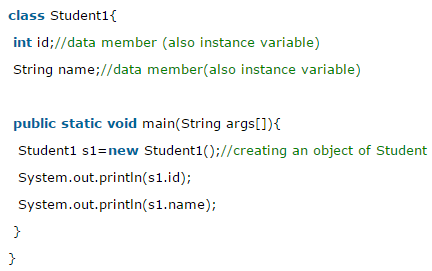 class Student1{
int id;//data member (also instance variable)
String name;//data member(also instance variable)
public static void main(String args[]){
Student1 s1=new Student1();//creating an object of Student
System.out.println(s1.id);
System.out.println(s1.name);
}
}